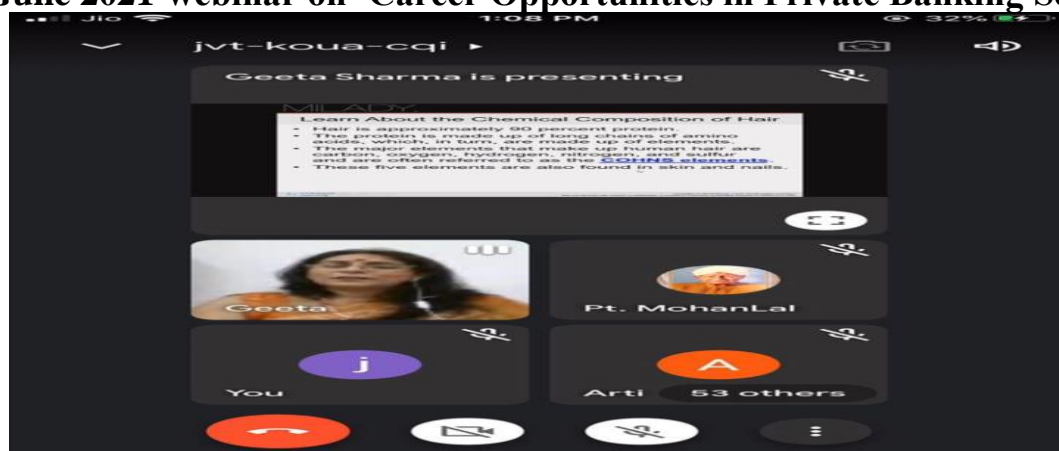 June 2021 webinar on 'Career Opportunities in Private Banking Se
Jio 1:08 PM 32%
jvt-koua-cqi
Geeta Sharma is presenting
MILADY.
Learn About the Chemical Composition of Hair
• Hair is approximately 90 percent protein.
• The protein is made up of long chains of amino
acids, which, in turn, are made up of elements.
• The major elements that make up human hair are
carbon, oxygen, hydrogen, nitrogen, and sulfur
and are often referred to as the COHNS elements.
• These five elements are also found in skin and nails.
Geeta
Pt. MohanLal
j
You
A
Arti 53 others